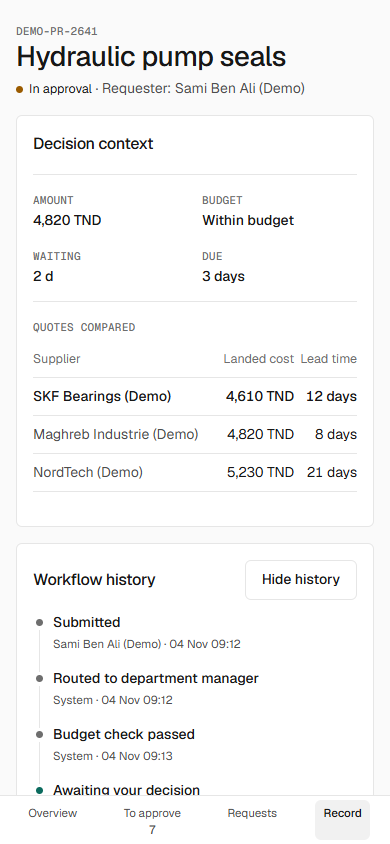 DEMO-PR-2641
Hydraulic pump seals
In approval · Requester: Sami Ben Ali (Demo)
Decision context
AMOUNT BUDGET
4,820 TND Within budget
WAITING DUE
2 d 3 days
QUOTES COMPARED
Supplier Landed cost Lead time
SKF Bearings (Demo) 4,610 TND 12 days
Maghreb Industrie (Demo) 4,820 TND 8 days
NordTech (Demo) 5,230 TND 21 days
Workflow history Hide history
Submitted
Sami Ben Ali (Demo) · 04 Nov 09:12
Routed to department manager
System · 04 Nov 09:12
Budget check passed
System · 04 Nov 09:13
Awaiting your decision
Overview To approve Requests Record
7